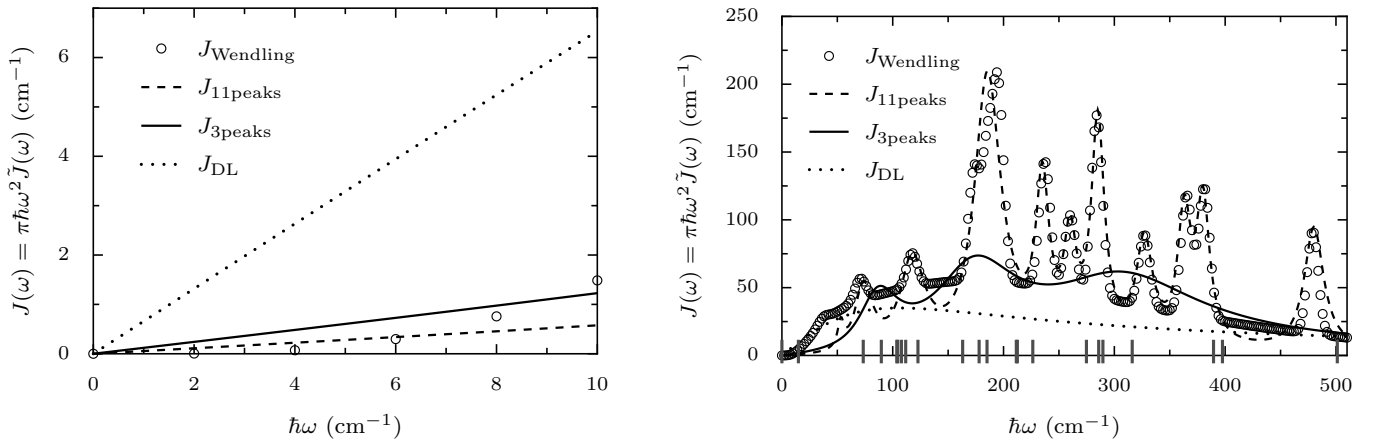 J(ω) = πℏω²J̃(ω) (cm⁻¹)
6
4
2
0
J_Wendling
J_11peaks
J_3peaks
J_DL
0 2 4 6 8 10
ℏω (cm⁻¹)
J(ω) = πℏω²J̃(ω) (cm⁻¹)
250
200
150
100
50
0
J_Wendling
J_11peaks
J_3peaks
J_DL
0 100 200 300 400 500
ℏω (cm⁻¹)